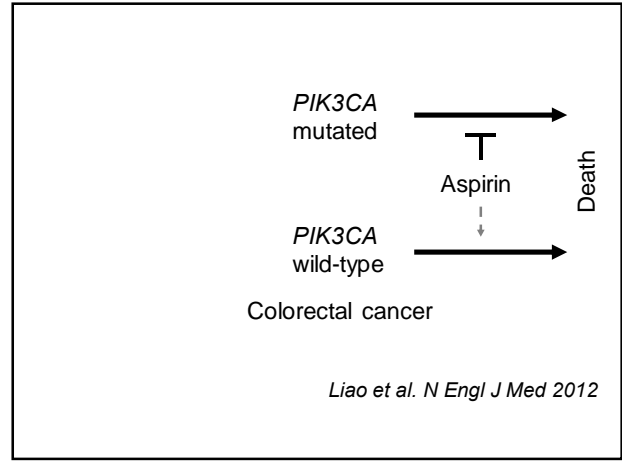 PIK3CA
mutated
Aspirin
Death
PIK3CA
wild-type
Colorectal cancer
Liao et al. N Engl J Med 2012